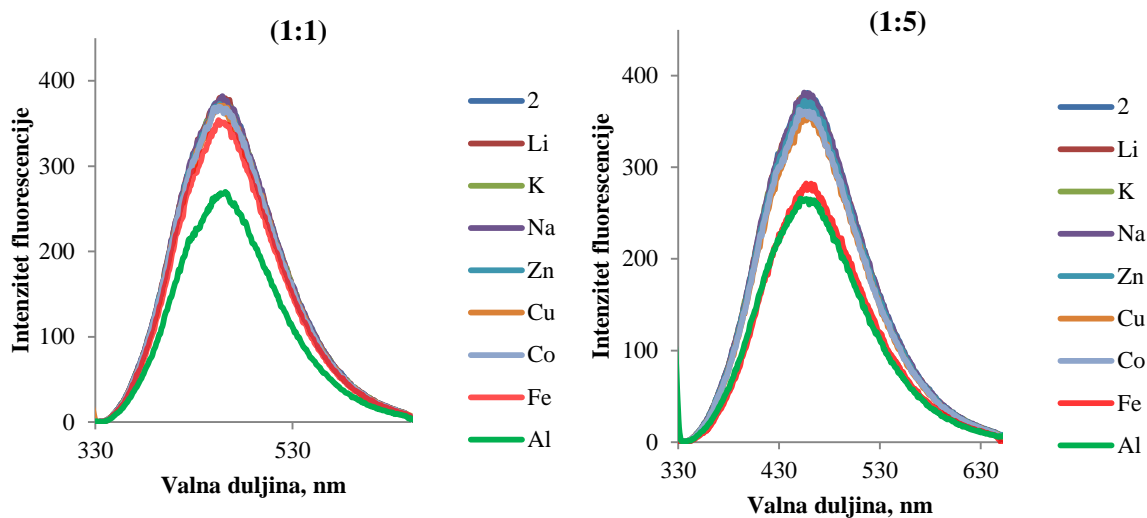 (1:1)
Intenzitet fluorescencije
400
300
200
100
0
330
530
Valna duljina, nm
2
Li
K
Na
Zn
Cu
Co
Fe
Al
(1:5)
Intenzitet fluorescencije
400
300
200
100
0
330
430
530
630
Valna duljina, nm
2
Li
K
Na
Zn
Cu
Co
Fe
Al